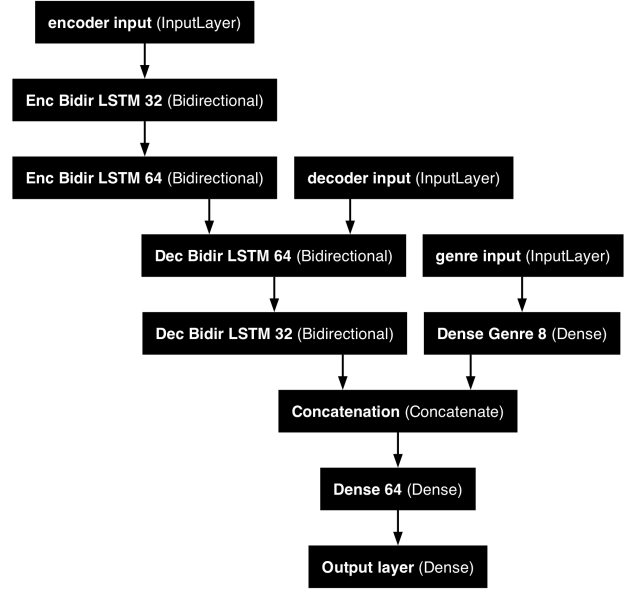 encoder input (InputLayer)
Enc Bidir LSTM 32 (Bidirectional)
Enc Bidir LSTM 64 (Bidirectional)
decoder input (InputLayer)
Dec Bidir LSTM 64 (Bidirectional)
genre input (InputLayer)
Dec Bidir LSTM 32 (Bidirectional)
Dense Genre 8 (Dense)
Concatenation (Concatenate)
Dense 64 (Dense)
Output layer (Dense)